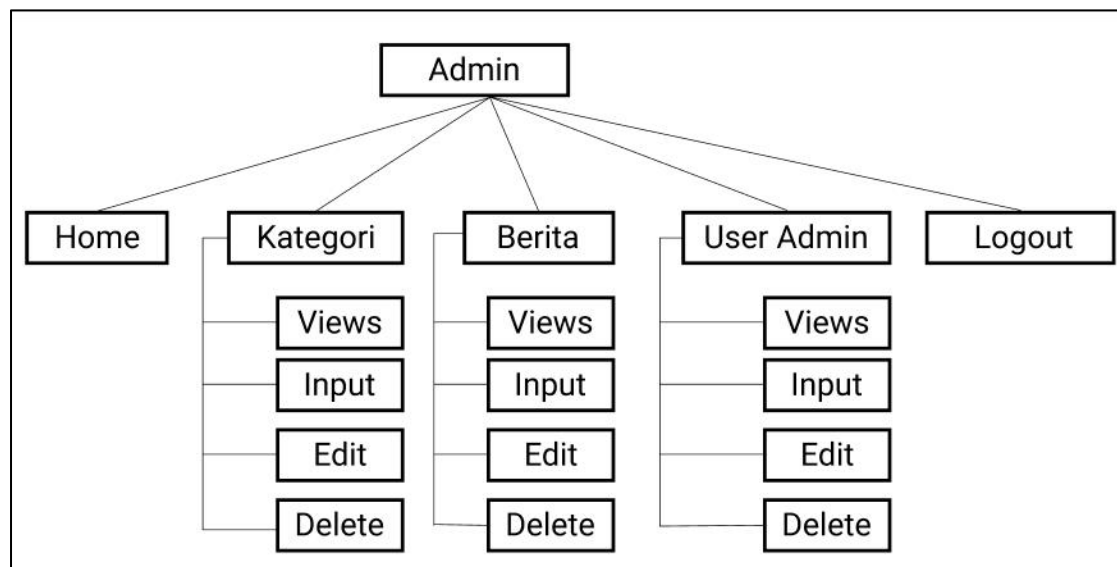 Admin
Home
Kategori
Berita
User Admin
Logout
Views
Views
Views
Input
Input
Input
Edit
Edit
Edit
Delete
Delete
Delete